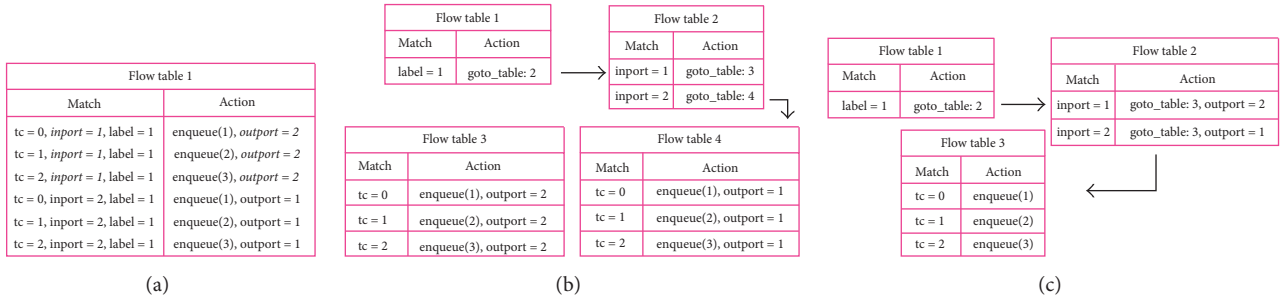 Flow table 1
Match Action
tc = 0, inport = 1, label = 1 enqueue(1), outport = 2
tc = 1, inport = 1, label = 1 enqueue(2), outport = 2
tc = 2, inport = 1, label = 1 enqueue(3), outport = 2
tc = 0, inport = 2, label = 1 enqueue(1), outport = 1
tc = 1, inport = 2, label = 1 enqueue(2), outport = 1
tc = 2, inport = 2, label = 1 enqueue(3), outport = 1
(a)
Flow table 1
Match Action
label = 1 goto_table: 2
Flow table 2
Match Action
inport = 1 goto_table: 3
inport = 2 goto_table: 4
Flow table 3
Match Action
tc = 0 enqueue(1), outport = 2
tc = 1 enqueue(2), outport = 2
tc = 2 enqueue(3), outport = 2
Flow table 4
Match Action
tc = 0 enqueue(1), outport = 1
tc = 1 enqueue(2), outport = 1
tc = 2 enqueue(3), outport = 1
(b)
Flow table 1
Match Action
label = 1 goto_table: 2
Flow table 2
Match Action
inport = 1 goto_table: 3, outport = 2
inport = 2 goto_table: 3, outport = 1
Flow table 3
Match Action
tc = 0 enqueue(1)
tc = 1 enqueue(2)
tc = 2 enqueue(3)
(c)